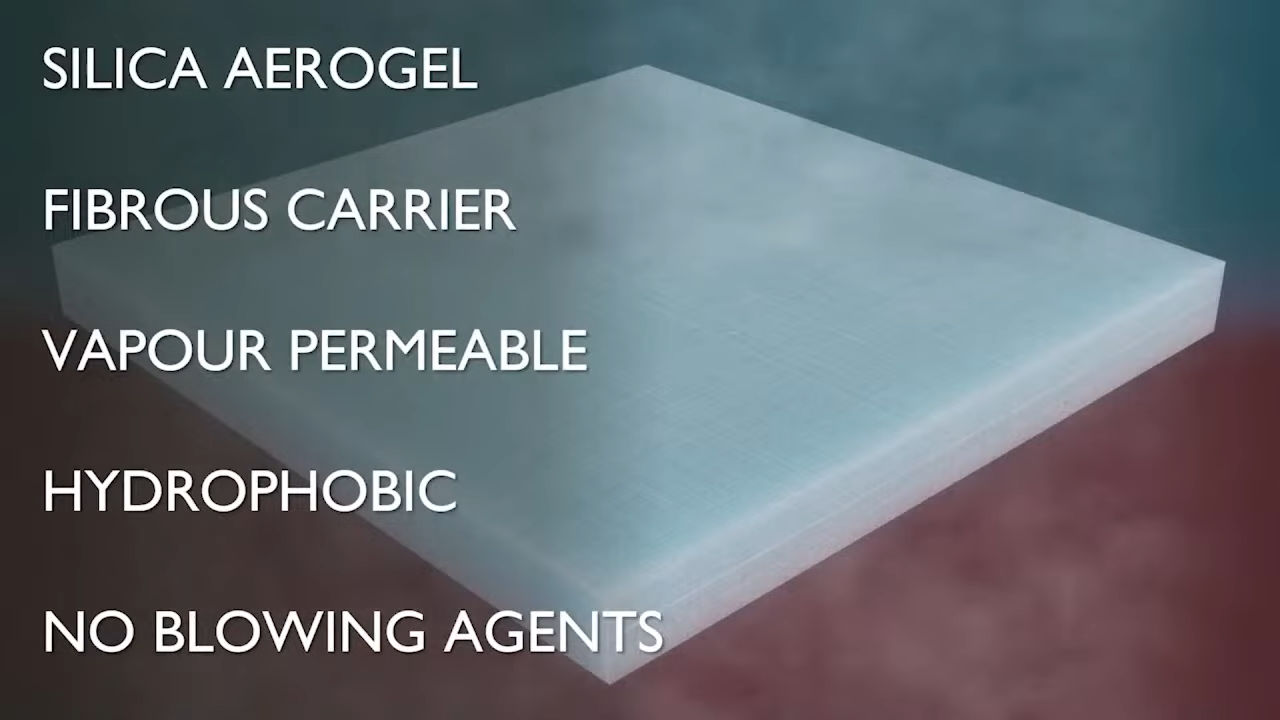 SILICA AEROGEL
FIBROUS CARRIER
VAPOUR PERMEABLE
HYDROPHOBIC
NO BLOWING AGENTS